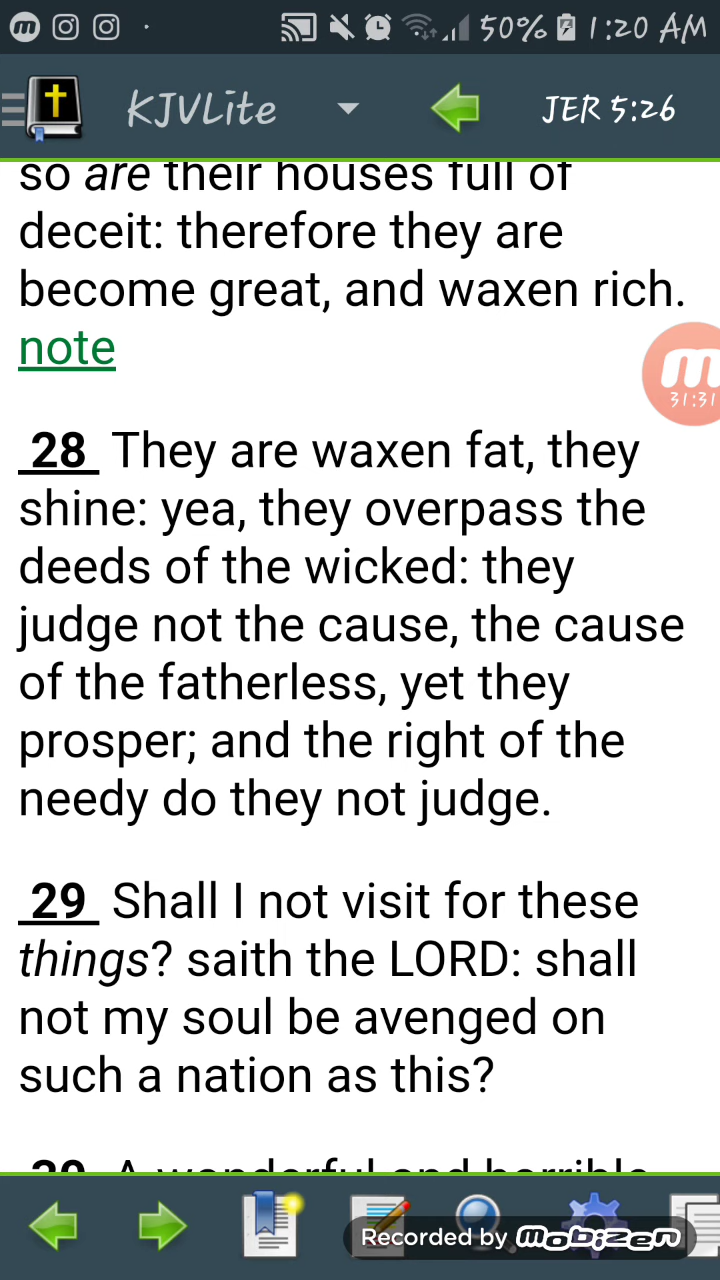 50% 1:20 AM
KJVLite JER 5:26
so are their houses full of
deceit: therefore they are
become great, and waxen rich.
note
m
31:31
28 They are waxen fat, they
shine: yea, they overpass the
deeds of the wicked: they
judge not the cause, the cause
of the fatherless, yet they
prosper; and the right of the
needy do they not judge.
29 Shall I not visit for these
things? saith the LORD: shall
not my soul be avenged on
such a nation as this?
30 A wonderful and horrible
Recorded by Mobizen